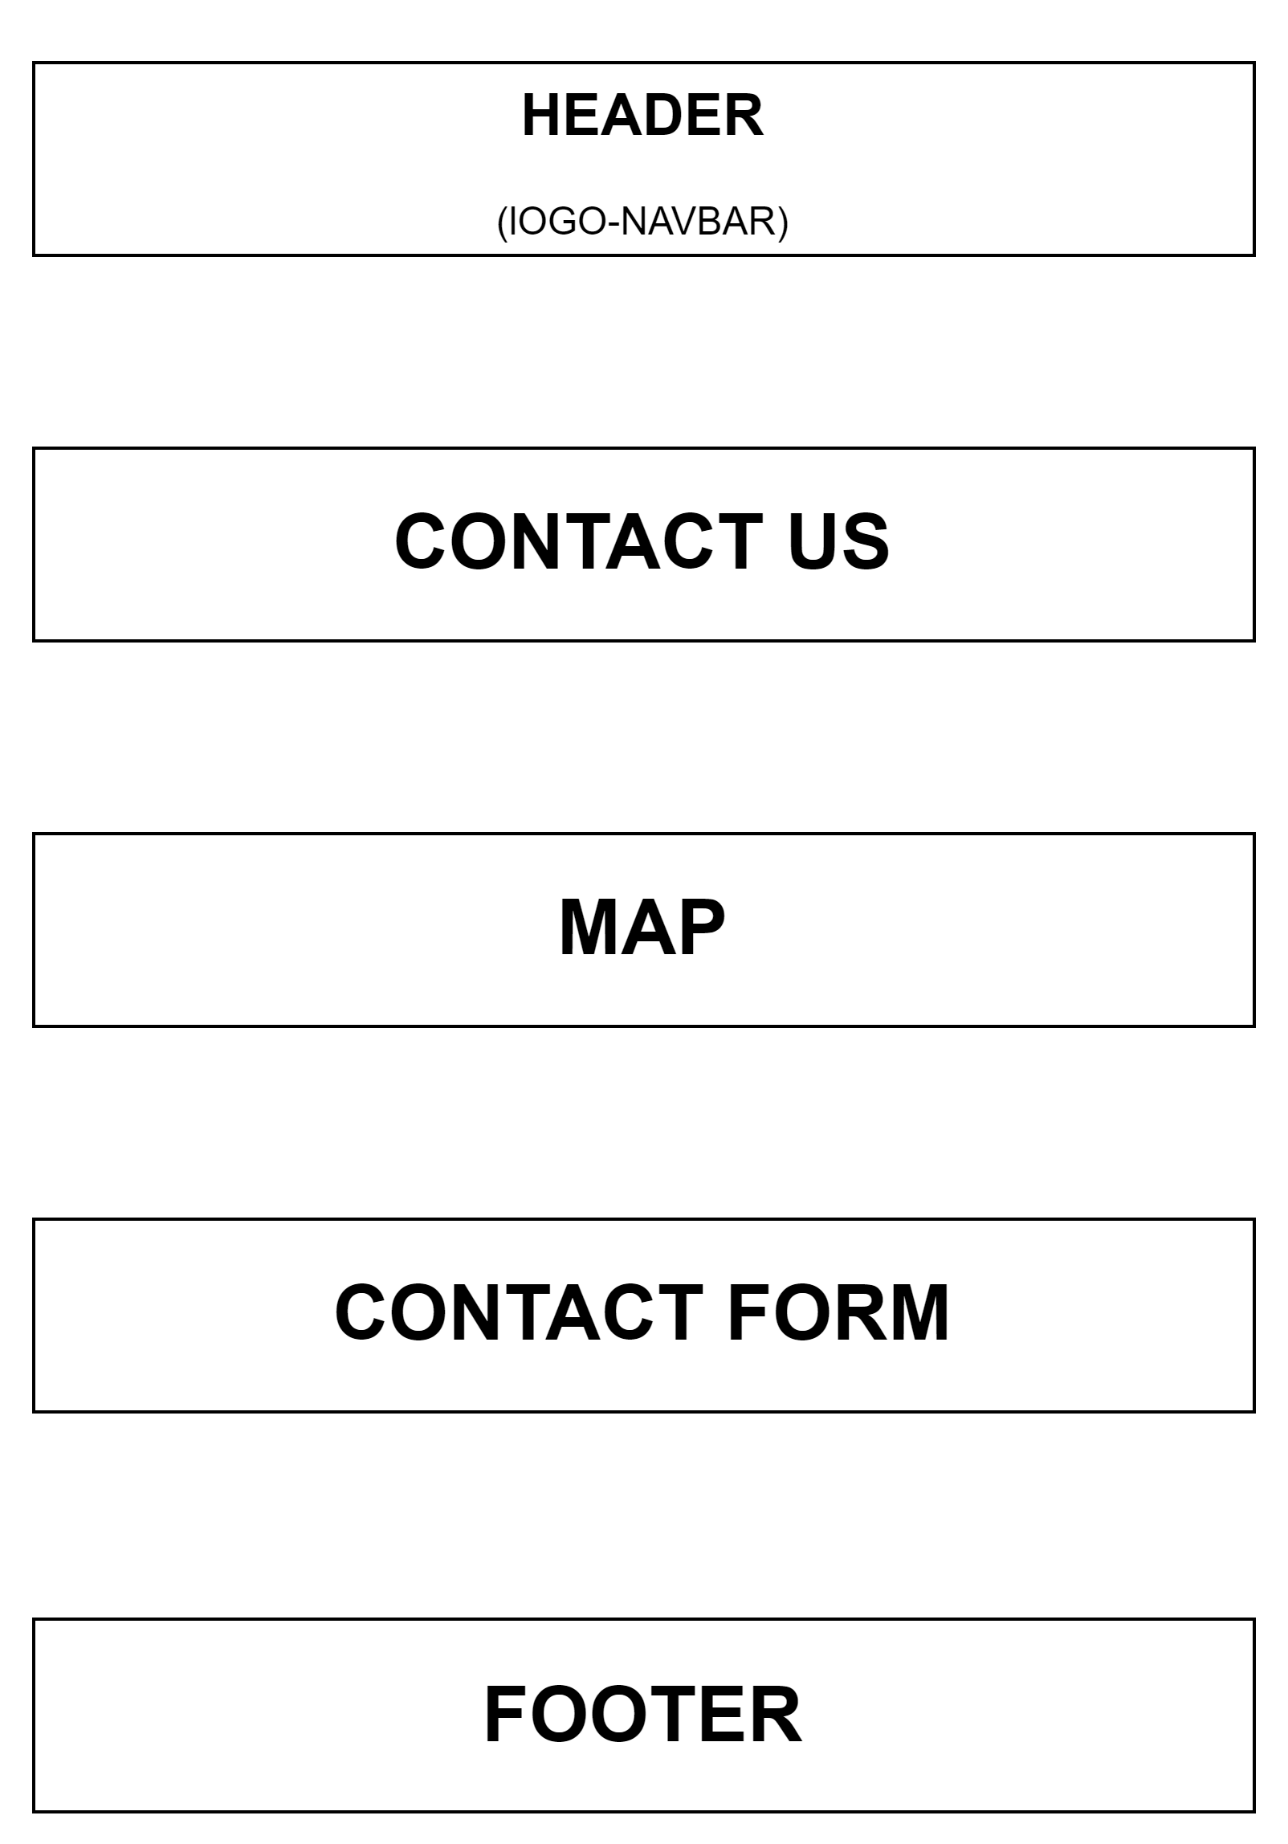 HEADER
(lOGO-NAVBAR)
CONTACT US
MAP
CONTACT FORM
FOOTER